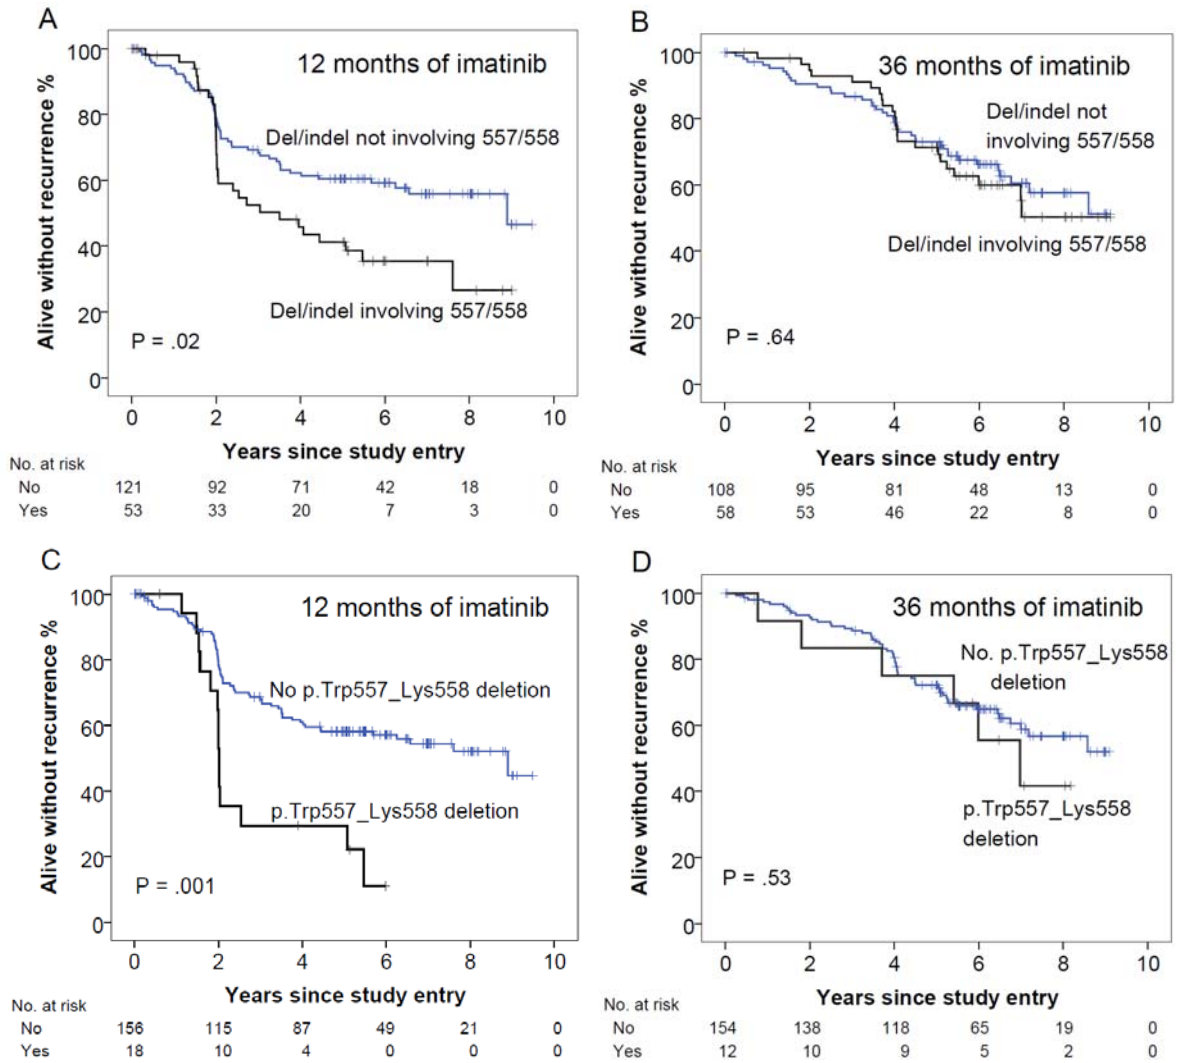 A
12 months of imatinib
Alive without recurrence %
100
80
60
40
20
0
Del/indel not involving 557/558
Del/indel involving 557/558
P = .02
0 2 4 6 8 10
Years since study entry
No. at risk
No 121 92 71 42 18 0
Yes 53 33 20 7 3 0
B
36 months of imatinib
Alive without recurrence %
100
80
60
40
20
0
Del/indel not
involving 557/558
Del/indel involving 557/558
P = .64
0 2 4 6 8 10
Years since study entry
No. at risk
No 108 95 81 48 13 0
Yes 58 53 46 22 8 0
C
12 months of imatinib
Alive without recurrence %
100
80
60
40
20
0
No p.Trp557_Lys558 deletion
p.Trp557_Lys558 deletion
P = .001
0 2 4 6 8 10
Years since study entry
No. at risk
No 156 115 87 49 21 0
Yes 18 10 4 0 0 0
D
36 months of imatinib
Alive without recurrence %
100
80
60
40
20
0
No. p.Trp557_Lys558
deletion
p.Trp557_Lys558
deletion
P = .53
0 2 4 6 8 10
Years since study entry
No. at risk
No 154 138 118 65 19 0
Yes 12 10 9 5 2 0